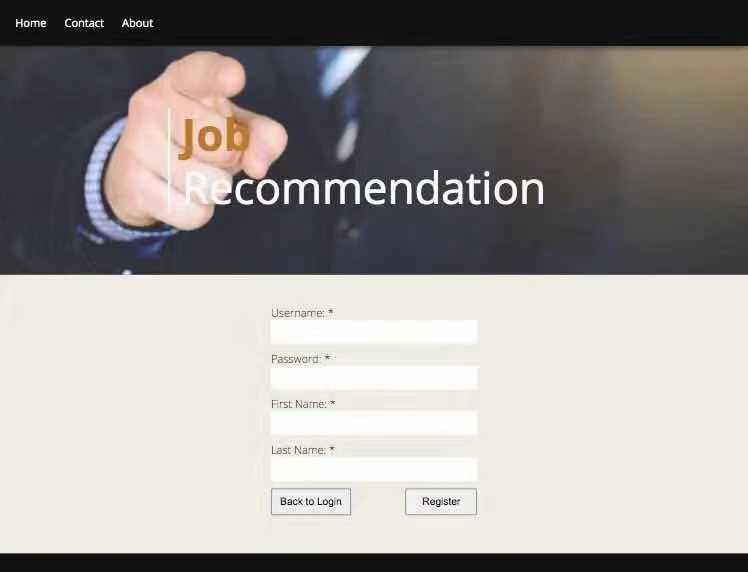 Home Contact About
Job
Recommendation
Username: *
Password: *
First Name: *
Last Name: *
Back to Login Register